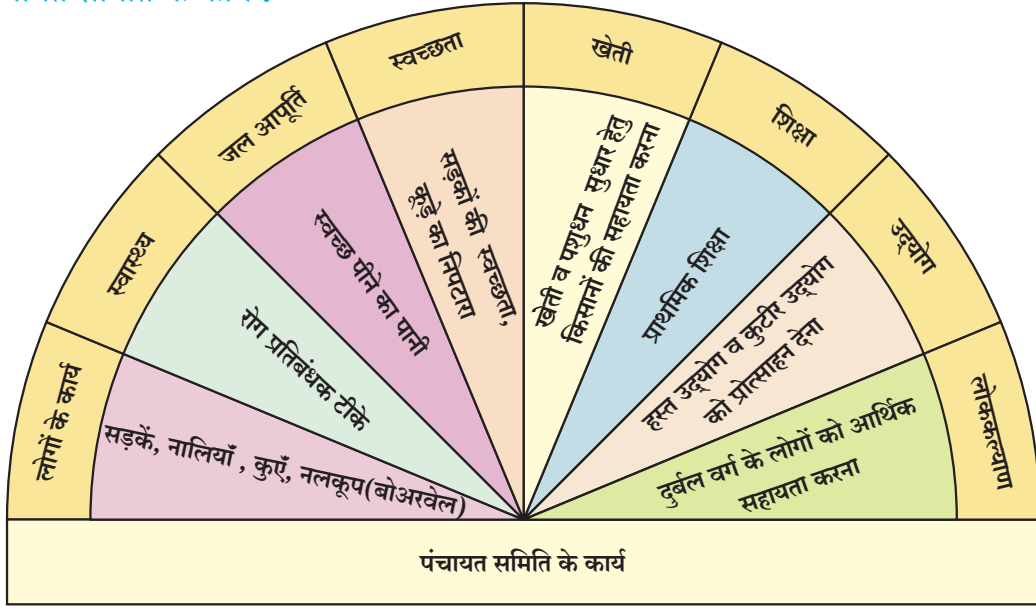 लोगों के कार्य
स्वास्थ्य
जल आपूर्ति
स्वच्छता
खेती
शिक्षा
उद्‌योग
लोककल्याण
सड़कें, नालियाँ , कुएँ, नलकूप(बोअरवेल)
रोग प्रतिबंधक टीके
स्वच्छ पीने का पानी
सड़कों की स्वच्छता,
कूड़े का निपटारा
खेती व पशुधन सुधार हेतु
किसानों की सहायता करना
प्राथमिक शिक्षा
हस्त उद्‌योग व कुटीर उद्‌योग
को प्रोत्साहन देना
दुर्बल वर्ग के लोगों को आर्थिक
सहायता करना
पंचायत समिति के कार्य